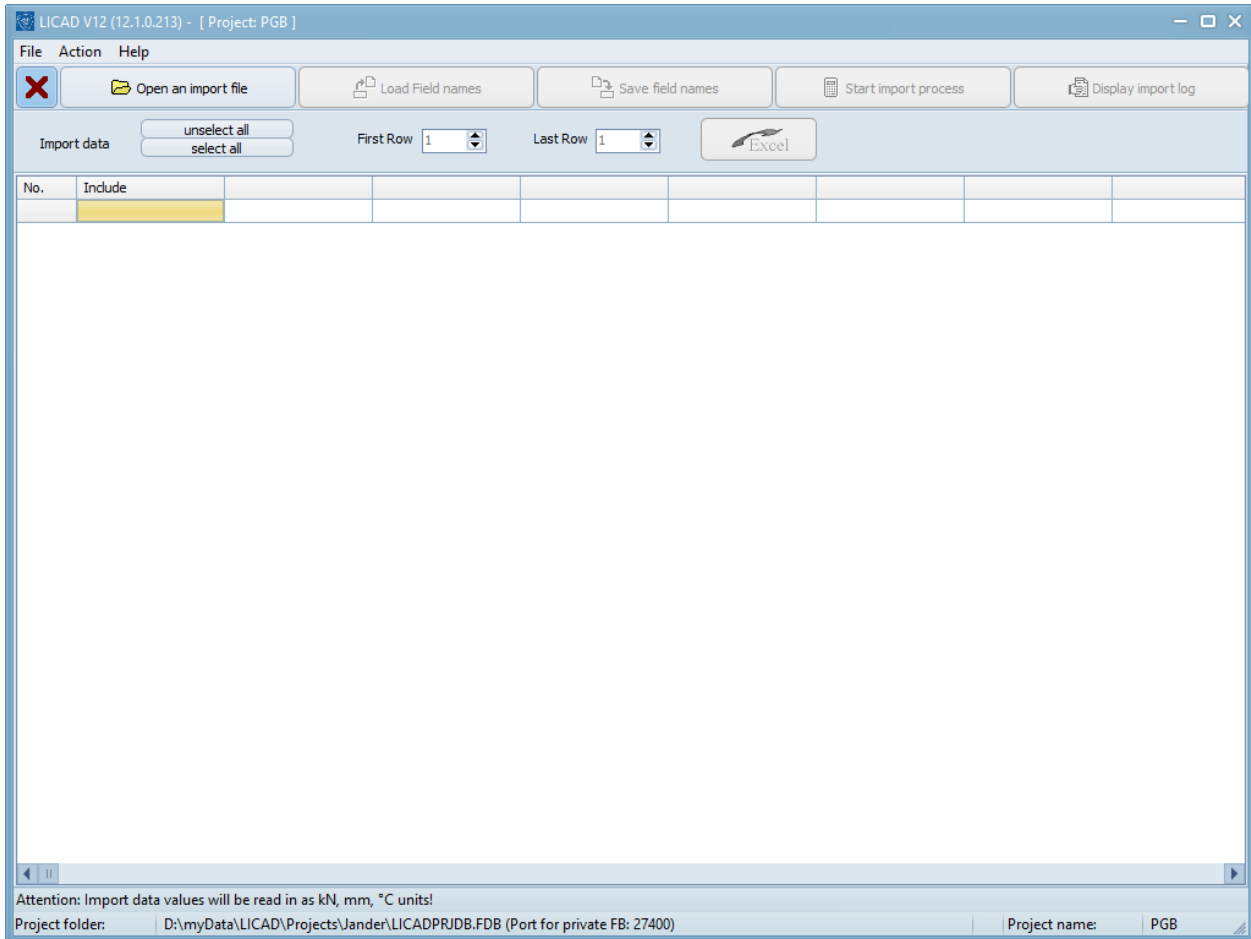 LICAD V12 (12.1.0.213) - [ Project: PGB ]
File Action Help
Open an import file Load Field names Save field names Start import process Display import log
Import data unselect all First Row 1 Last Row 1 Excel
select all
No. Include
Attention: Import data values will be read in as kN, mm, °C units!
Project folder: D:\myData\LICAD\Projects\Jander\LICADPRJDB.FDB (Port for private FB: 27400) Project name: PGB